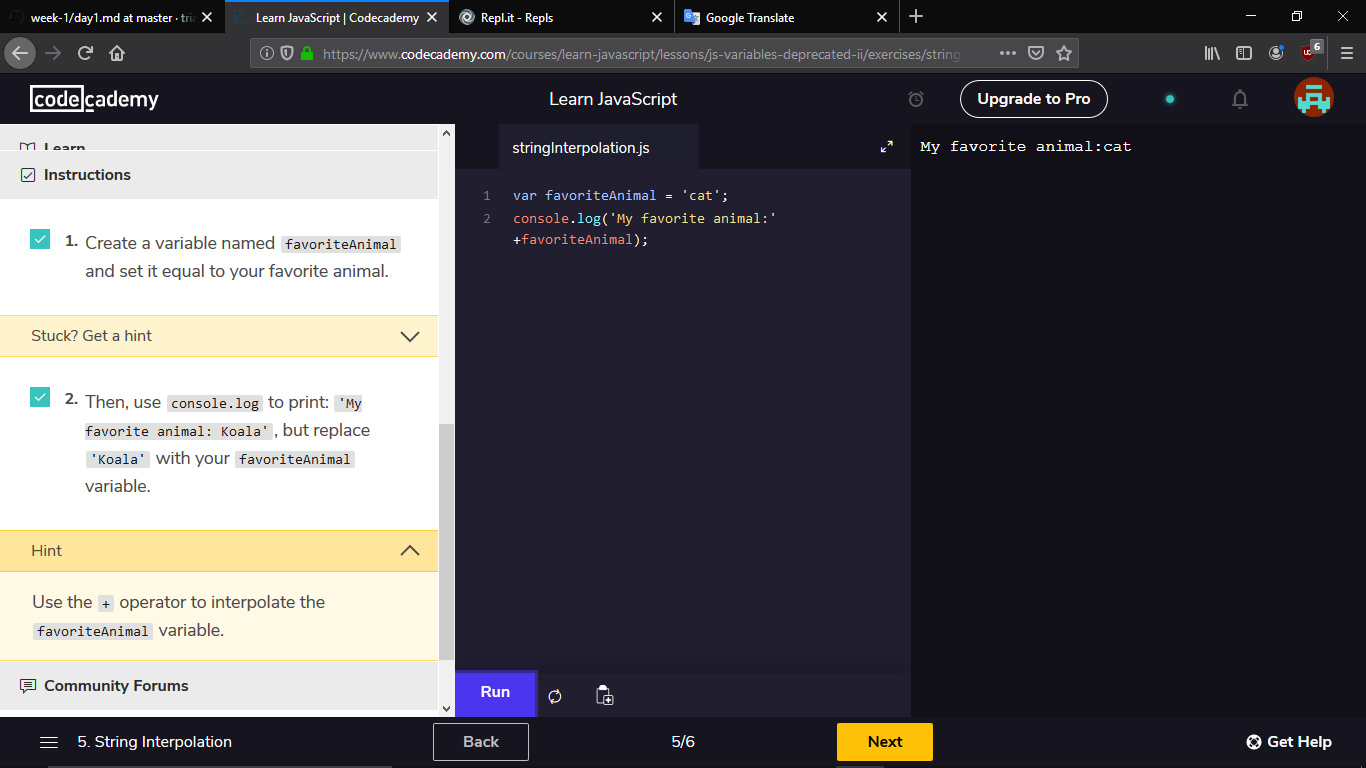 week-1/day1.md at master · tri
Learn JavaScript | Codecademy
Repl.it - Repls
Google Translate
https://www.codecademy.com/courses/learn-javascript/lessons/js-variables-deprecated-ii/exercises/string
6
codecademy
Learn JavaScript
Upgrade to Pro
Learn
Instructions
1. Create a variable named favoriteAnimal
and set it equal to your favorite animal.
Stuck? Get a hint
2. Then, use console.log to print: 'My
favorite animal: Koala', but replace
'Koala' with your favoriteAnimal
variable.
Hint
Use the + operator to interpolate the
favoriteAnimal variable.
Community Forums
stringInterpolation.js
1 var favoriteAnimal = 'cat';
2 console.log('My favorite animal:'
+favoriteAnimal);
Run
My favorite animal:cat
5. String Interpolation
Back
5/6
Next
Get Help